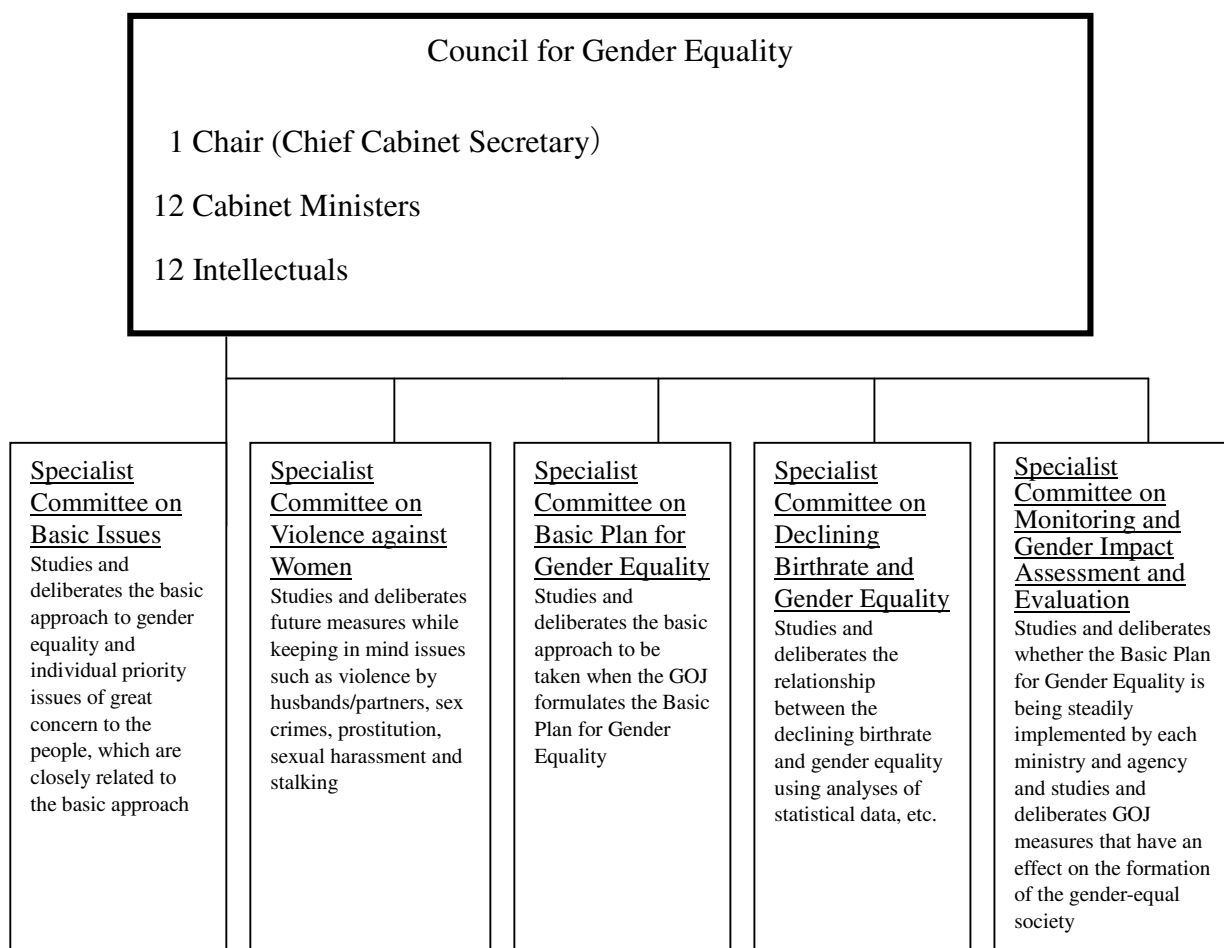 Council for Gender Equality
1 Chair (Chief Cabinet Secretary）
12 Cabinet Ministers
12 Intellectuals
Specialist
Committee on
Basic Issues
Studies and
deliberates the basic
approach to gender
equality and
individual priority
issues of great
concern to the
people, which are
closely related to
the basic approach
Specialist
Committee on
Violence against
Women
Studies and deliberates
future measures while
keeping in mind issues
such as violence by
husbands/partners, sex
crimes, prostitution,
sexual harassment and
stalking
Specialist
Committee on
Basic Plan for
Gender Equality
Studies and
deliberates the basic
approach to be
taken when the GOJ
formulates the Basic
Plan for Gender
Equality
Specialist
Committee on
Declining
Birthrate and
Gender Equality
Studies and
deliberates the
relationship
between the
declining birthrate
and gender equality
using analyses of
statistical data, etc.
Specialist
Committee on
Monitoring and
Gender Impact
Assessment and
Evaluation
Studies and deliberates
whether the Basic Plan
for Gender Equality is
being steadily
implemented by each
ministry and agency
and studies and
deliberates GOJ
measures that have an
effect on the formation
of the gender-equal
society